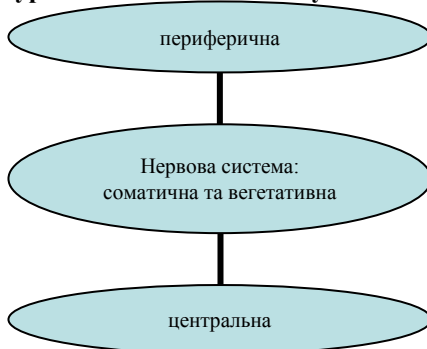 периферична
Нервова система:
соматична та вегетативна
центральна